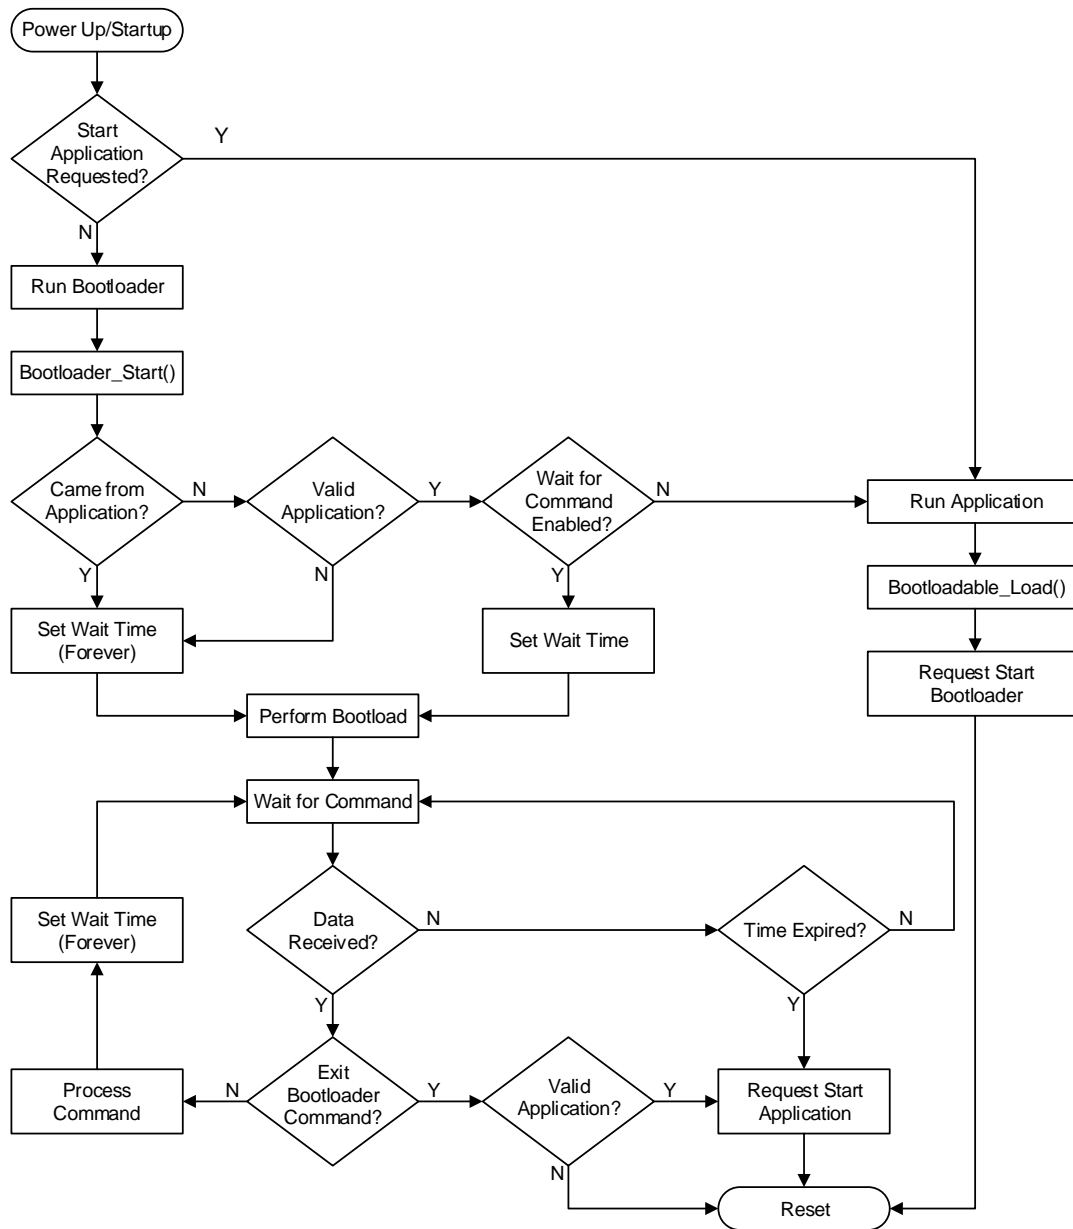 Power Up/Startup
Start
Application
Requested?
Y
N
Run Bootloader
Bootloader_Start()
Came from
Application?
N
Y
Valid
Application?
Y
N
Wait for
Command
Enabled?
N
Y
Run Application
Bootloadable_Load()
Request Start
Bootloader
Set Wait Time
(Forever)
Set Wait Time
Perform Bootload
Wait for Command
Set Wait Time
(Forever)
Data
Received?
N
Y
Time Expired?
N
Y
Process
Command
N
Exit
Bootloader
Command?
Y
Valid
Application?
Y
N
Request Start
Application
Reset